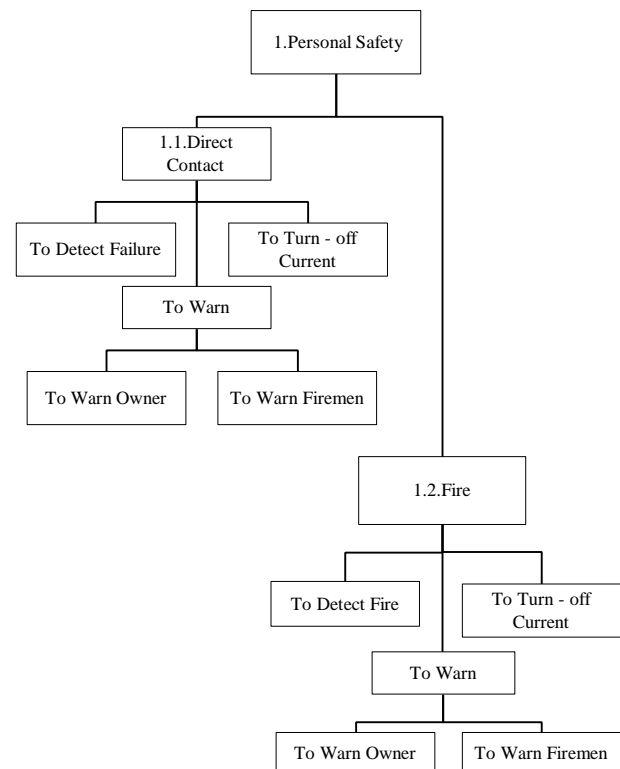 1.Personal Safety
1.1.Direct
Contact
To Detect Failure
To Turn - off
Current
To Warn
To Warn Owner
To Warn Firemen
1.2.Fire
To Detect Fire
To Turn - off
Current
To Warn
To Warn Owner
To Warn Firemen